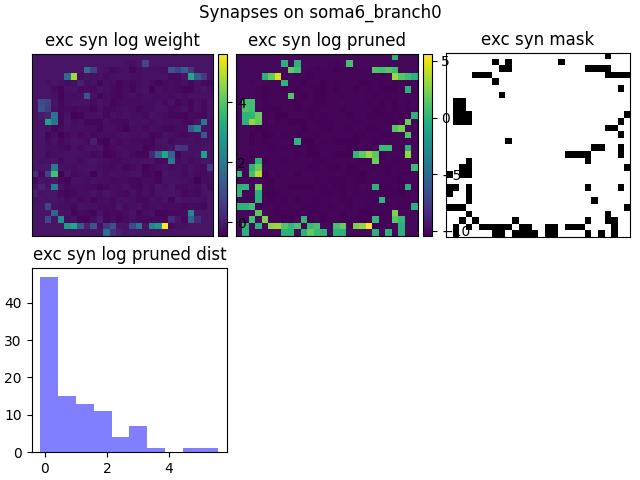 Synapses on soma6_branch0
exc syn log weight
exc syn log pruned
exc syn mask
4
2
0
5
0
−5
−10
exc syn log pruned dist
40
30
20
10
0
0 2 4